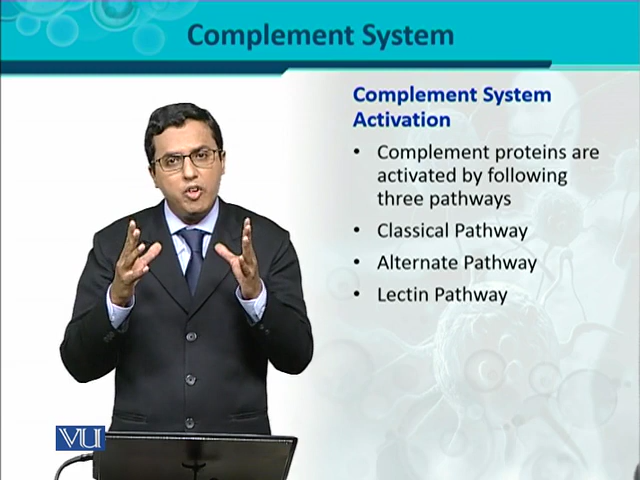 Complement System
Complement System
Activation
• Complement proteins are
activated by following
three pathways
• Classical Pathway
• Alternate Pathway
• Lectin Pathway
VU